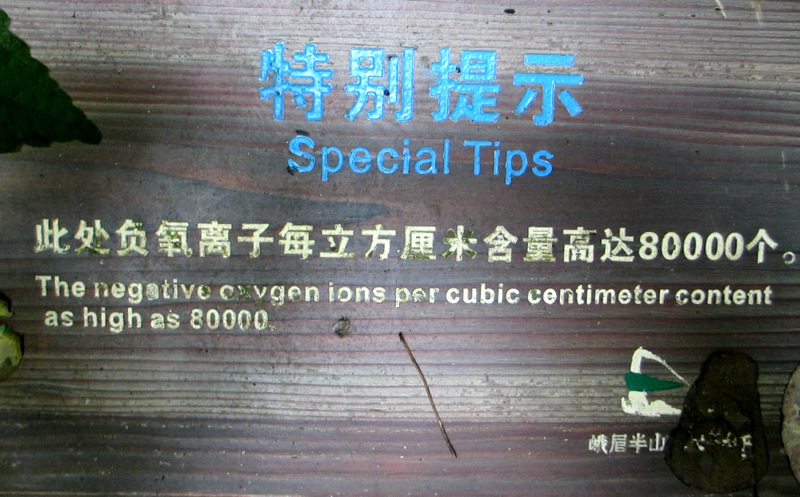 特别提示
Special Tips
此处负氧离子每立方厘米含量高达80000个。
The negative oxygen ions per cubic centimeter content
as high as 80000.
峨眉半山